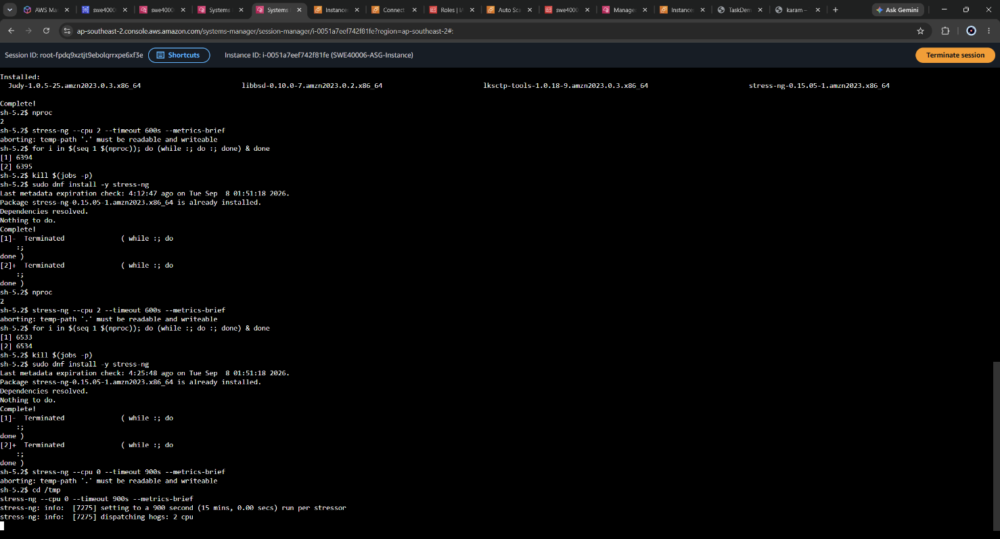 AWS Ma
swe4000
swe4000
Systems
Systems
Instance
Connect
Roles | IA
Auto Sca
swe4000
Manage
Instance
TaskDem
karam –
Ask Gemini
ap-southeast-2.console.aws.amazon.com/systems-manager/session-manager/i-0051a7eef742f81fe?region=ap-southeast-2#:
Session ID: root-fpdq9xztjt9ebolqrrxpe6xf3e
Shortcuts
Instance ID: i-0051a7eef742f81fe (SWE40006-ASG-Instance)
Terminate session
Installed:
  Judy-1.0.5-25.amzn2023.0.3.x86_64 libbsd-0.10.0-7.amzn2023.0.2.x86_64 lksctp-tools-1.0.18-9.amzn2023.0.3.x86_64 stress-ng-0.15.05-1.amzn2023.x86_64
Complete!
sh-5.2$ nproc
2
sh-5.2$ stress-ng --cpu 2 --timeout 600s --metrics-brief
aborting: temp-path '.' must be readable and writeable
sh-5.2$ for i in $(seq 1 $(nproc)); do (while :; do :; done) & done
[1] 6394
[2] 6395
sh-5.2$ kill $(jobs -p)
sh-5.2$ sudo dnf install -y stress-ng
Last metadata expiration check: 4:12:47 ago on Tue Sep  8 01:51:18 2026.
Package stress-ng-0.15.05-1.amzn2023.x86_64 is already installed.
Dependencies resolved.
Nothing to do.
Complete!
[1]-  Terminated              ( while :; do
    :;
done )
[2]+  Terminated              ( while :; do
    :;
done )
sh-5.2$ nproc
2
sh-5.2$ stress-ng --cpu 2 --timeout 600s --metrics-brief
aborting: temp-path '.' must be readable and writeable
sh-5.2$ for i in $(seq 1 $(nproc)); do (while :; do :; done) & done
[1] 6533
[2] 6534
sh-5.2$ kill $(jobs -p)
sh-5.2$ sudo dnf install -y stress-ng
Last metadata expiration check: 4:25:48 ago on Tue Sep  8 01:51:18 2026.
Package stress-ng-0.15.05-1.amzn2023.x86_64 is already installed.
Dependencies resolved.
Nothing to do.
Complete!
[1]-  Terminated              ( while :; do
    :;
done )
[2]+  Terminated              ( while :; do
    :;
done )
sh-5.2$ stress-ng --cpu 0 --timeout 900s --metrics-brief
aborting: temp-path '.' must be readable and writeable
sh-5.2$ cd /tmp
stress-ng --cpu 0 --timeout 900s --metrics-brief
stress-ng: info:  [7275] setting to a 900 second (15 mins, 0.00 secs) run per stressor
stress-ng: info:  [7275] dispatching hogs: 2 cpu